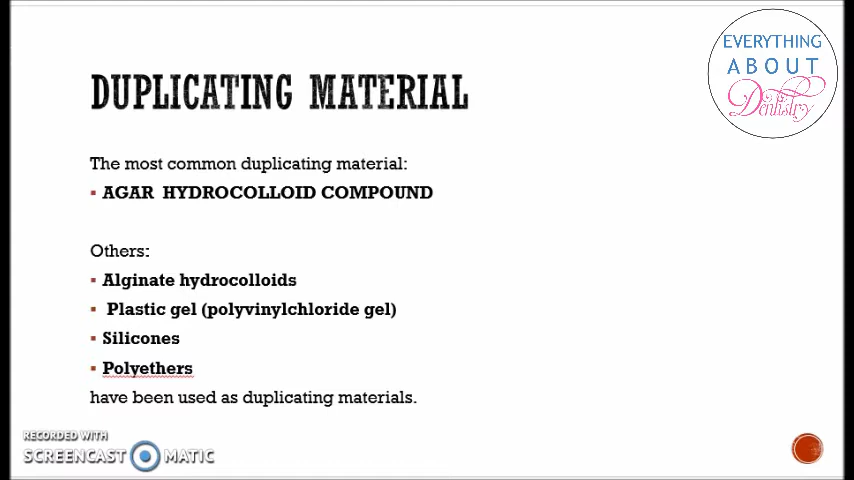 EVERYTHING
ABOUT
Dentistry
DUPLICATING MATERIAL
The most common duplicating material:
▪ AGAR HYDROCOLLOID COMPOUND
Others:
▪ Alginate hydrocolloids
▪ Plastic gel (polyvinylchloride gel)
▪ Silicones
▪ Polyethers
have been used as duplicating materials.
RECORDED WITH
SCREENCAST MATIC